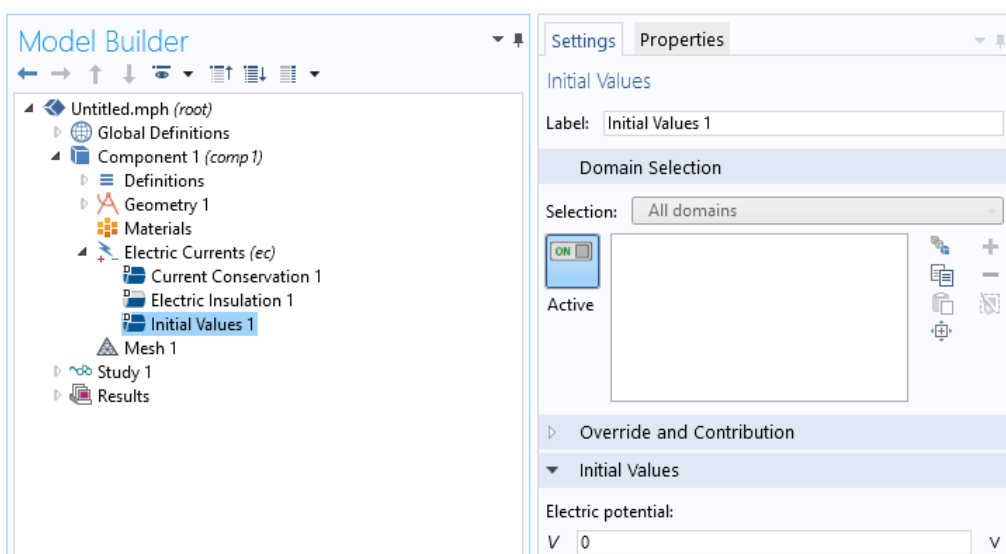 Model Builder
Untitled.mph (root)
Global Definitions
Component 1 (comp1)
Definitions
Geometry 1
Materials
Electric Currents (ec)
Current Conservation 1
Electric Insulation 1
Initial Values 1
Mesh 1
Study 1
Results
Settings Properties
Initial Values
Label: Initial Values 1
Domain Selection
Selection: All domains
ON
Active
Override and Contribution
Initial Values
Electric potential:
V 0 V